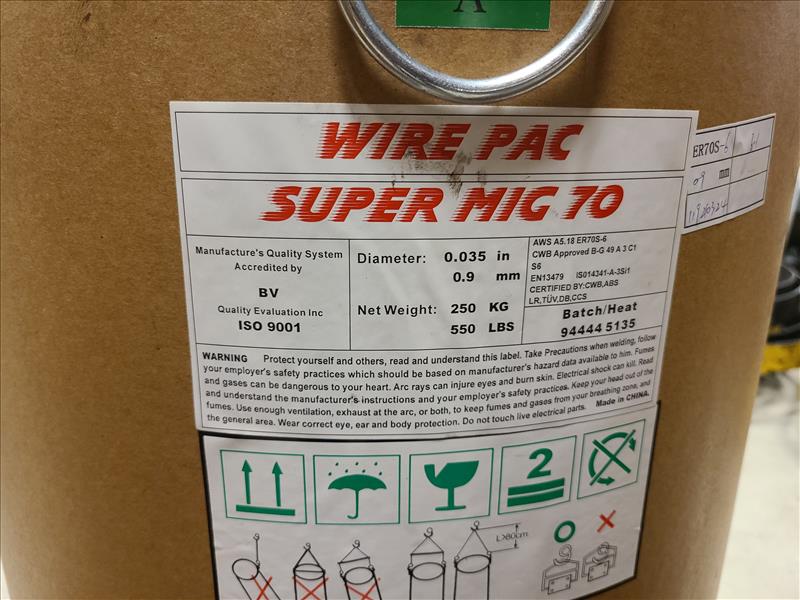 A
WIRE PAC
SUPER MIG 70
ER70S-6
09 mm
Manufacture's Quality System
Accredited by
BV
Quality Evaluation Inc
ISO 9001
Diameter: 0.035 in
0.9 mm
Net Weight: 250 KG
550 LBS
AWS A5.18 ER70S-6
CWB Approved B-G 49 A 3 C1
S6
EN13479 ISO14341-A-3Si1
CERTIFIED BY:CWB,ABS
LR,TÜV,DB,CCS
Batch/Heat
94444 5135
WARNING Protect yourself and others, read and understand this label. Take Precautions when welding, follow
your employer's safety practices which should be based on manufacturer's hazard data available to him. Fumes
and gases can be dangerous to your heart. Arc rays can injure eyes and burn skin. Electrical shock can kill. Read
and understand the manufacturer's instructions and your employer's safety practices. Keep your head out of the
fumes. Use enough ventilation, exhaust at the arc, or both, to keep fumes and gases from your breathing zone, and
the general area. Wear correct eye, ear and body protection. Do not touch live electrical parts. Made in CHINA.
2
L>80cm